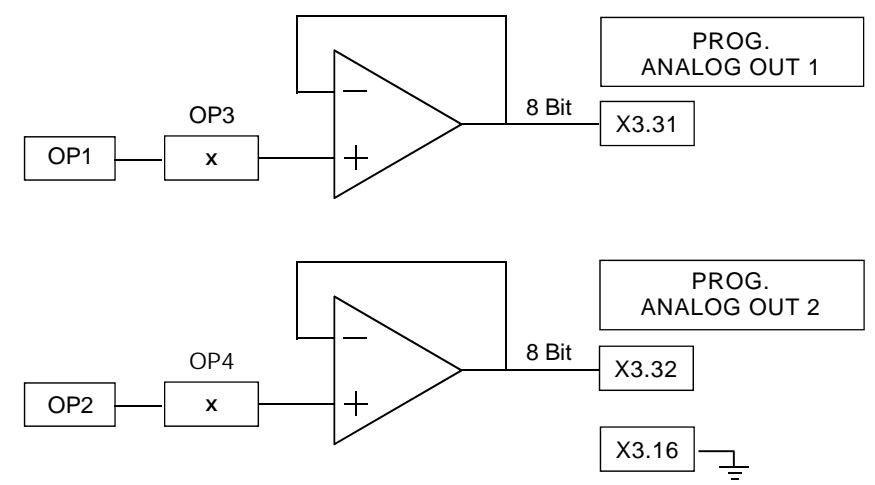 PROG.
ANALOG OUT 1
OP3
8 Bit
X3.31
OP1
x
PROG.
ANALOG OUT 2
OP4
8 Bit
X3.32
OP2
x
X3.16